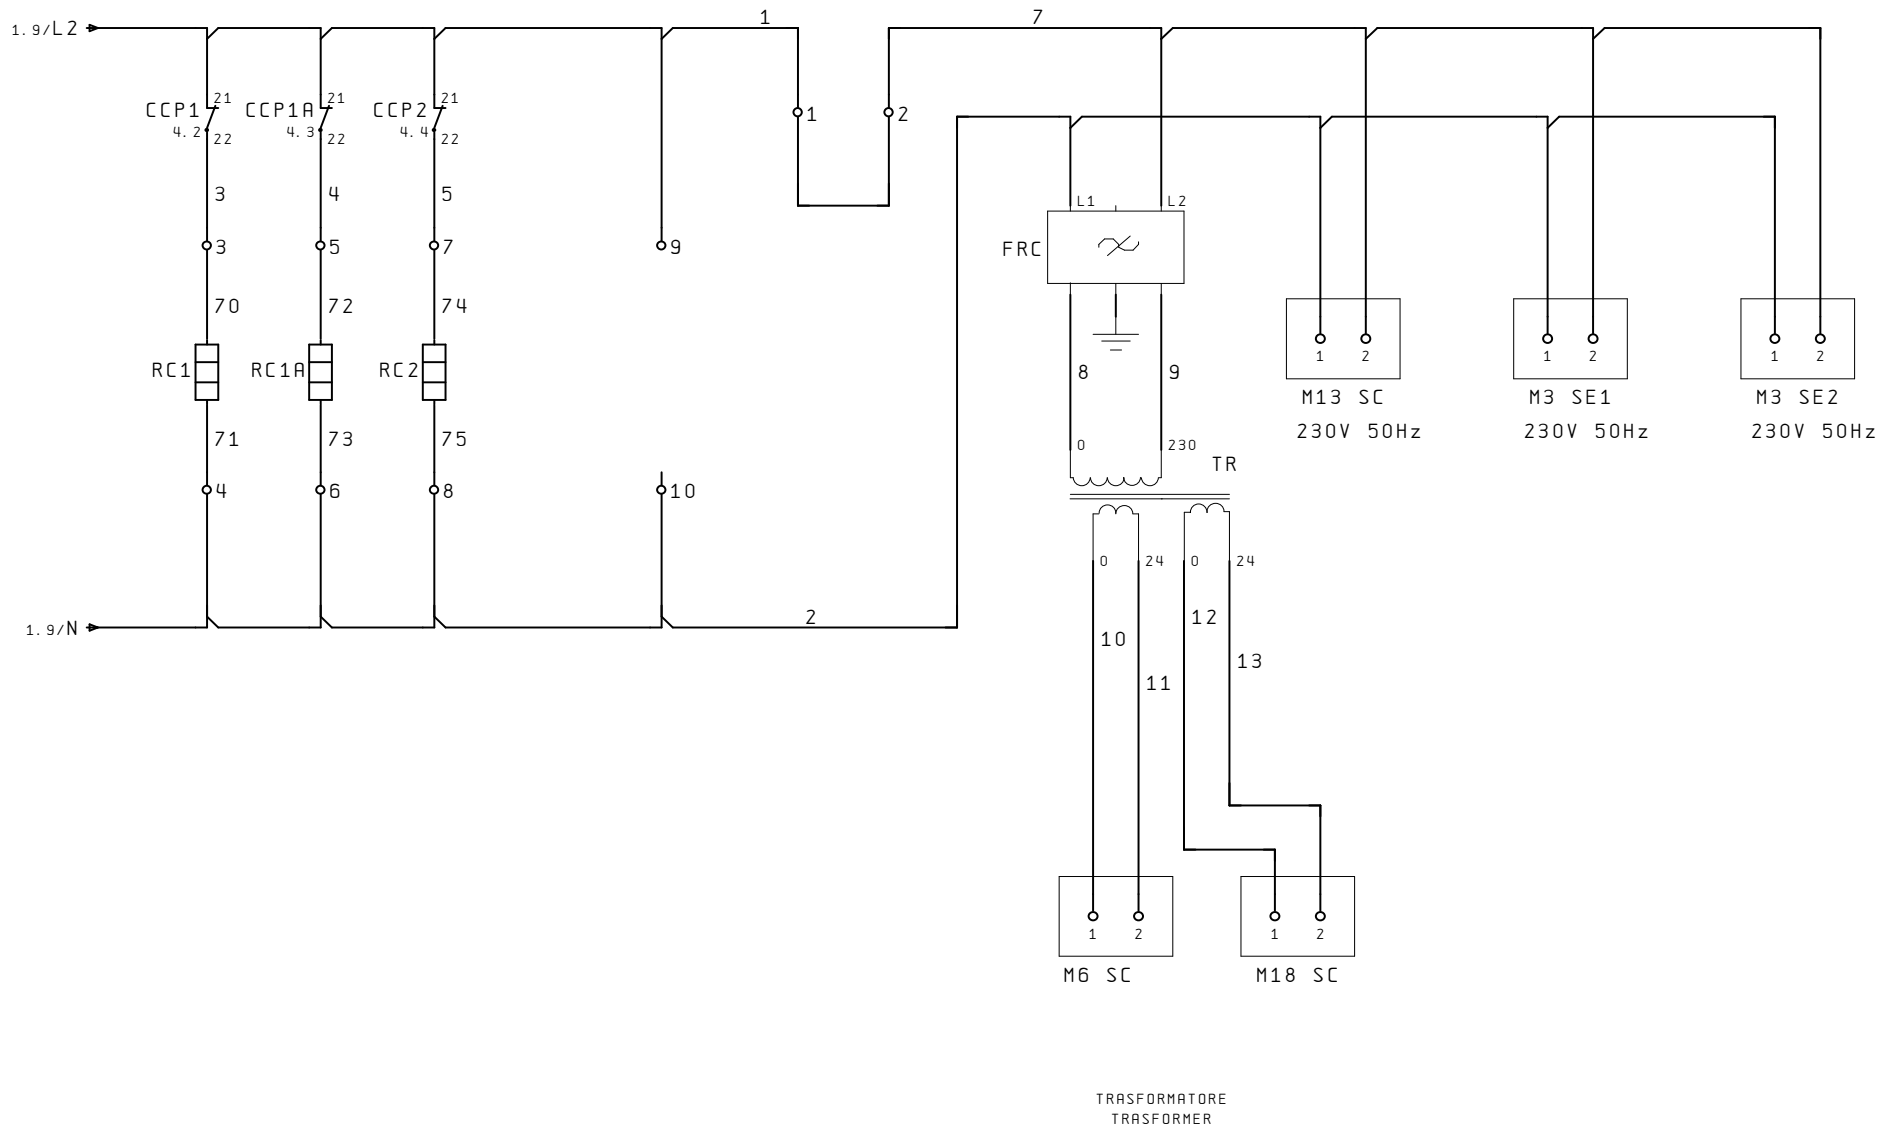 1 7
1.9/L2
CCP1 21 CCP1A 21 CCP2 21
4.2 22 4.3 22 4.4 22
1 2
3 4 5
L1 L2
3 5 7 9
FRC
70 72 74
1 2 1 2 1 2
RC1 RC1A RC2
8 9
M13 SC M3 SE1 M3 SE2
230V 50Hz 230V 50Hz 230V 50Hz
71 73 75
0 230
TR
4 6 8 10
0 24 0 24
2 12
1.9/N
10
13
11
1 2 1 2
M6 SC M18 SC
TRASFORMATORE
TRASFORMER